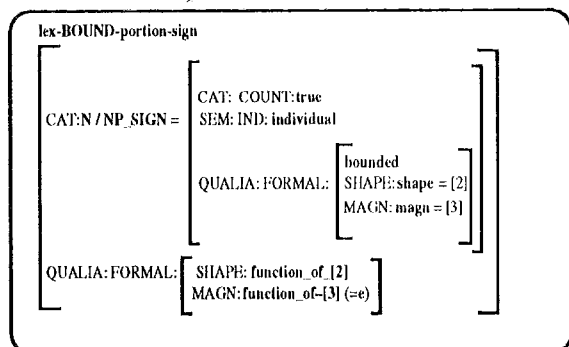 lex-BOUND-portion-sign
CAT: COUNT:true
CAT:N / NP_SIGN =
SEM: IND: individual
bounded
QUALIA: FORMAL:
SHAPE: shape = [2]
MAGN: magn = [3]
QUALIA: FORMAL:
SHAPE: function_of_[2]
MAGN: function_of--[3] (=e)